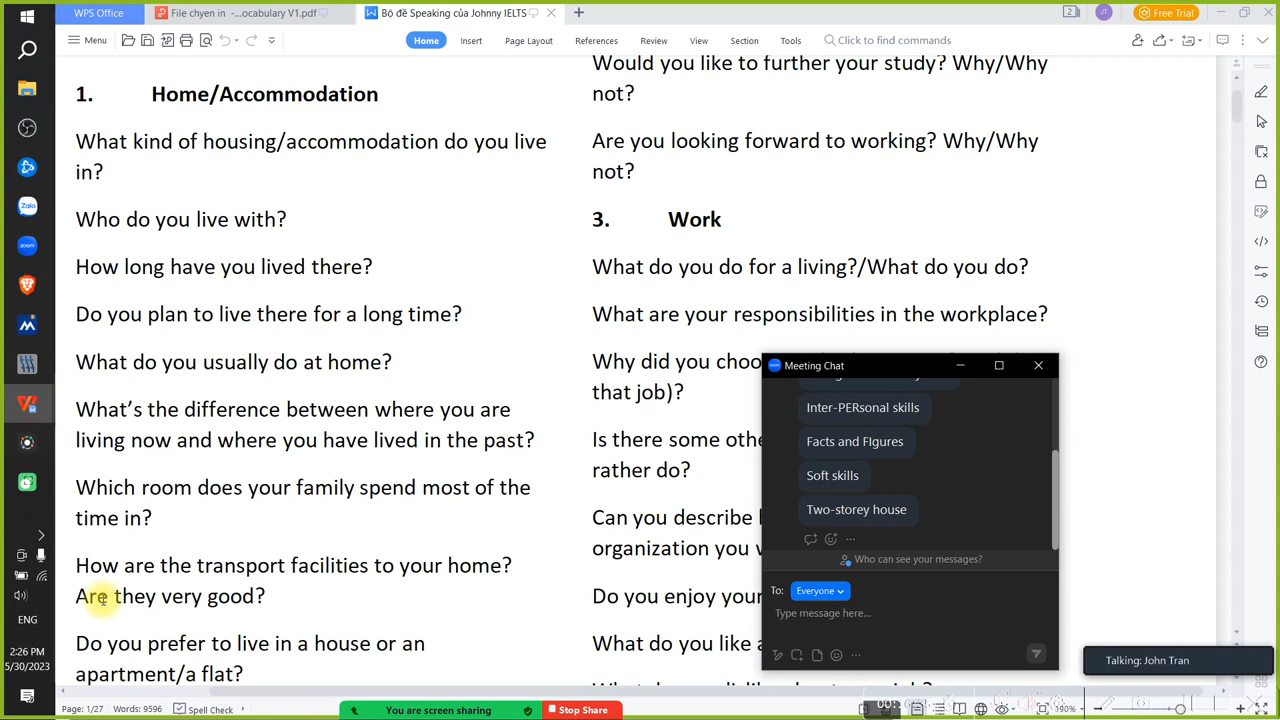 WPS Office
File chyen in -...ocabulary V1.pdf
Bộ đề Speaking của Johnny IELTS
2
JT
Free Trial
Menu
Home
Insert
Page Layout
References
Review
View
Section
Tools
Click to find commands
1. Home/Accommodation
What kind of housing/accommodation do you live
in?
Who do you live with?
How long have you lived there?
Do you plan to live there for a long time?
What do you usually do at home?
What's the difference between where you are
living now and where you have lived in the past?
Which room does your family spend most of the
time in?
How are the transport facilities to your home?
Are they very good?
Do you prefer to live in a house or an
apartment/a flat?
Would you like to further your study? Why/Why
not?
Are you looking forward to working? Why/Why
not?
3. Work
What do you do for a living?/What do you do?
What are your responsibilities in the workplace?
Why did you choo
that job)?
Is there some othe
rather do?
Can you describe
organization you
Do you enjoy your
What do you like
Meeting Chat
Inter-PERsonal skills
Facts and FIgures
Soft skills
Two-storey house
Who can see your messages?
To: Everyone
Type message here...
Talking: John Tran
Zalo
zoom
ENG
2:26 PM
5/30/2023
Page: 1/27
Words: 9596
Spell Check
You are screen sharing
Stop Share
190%